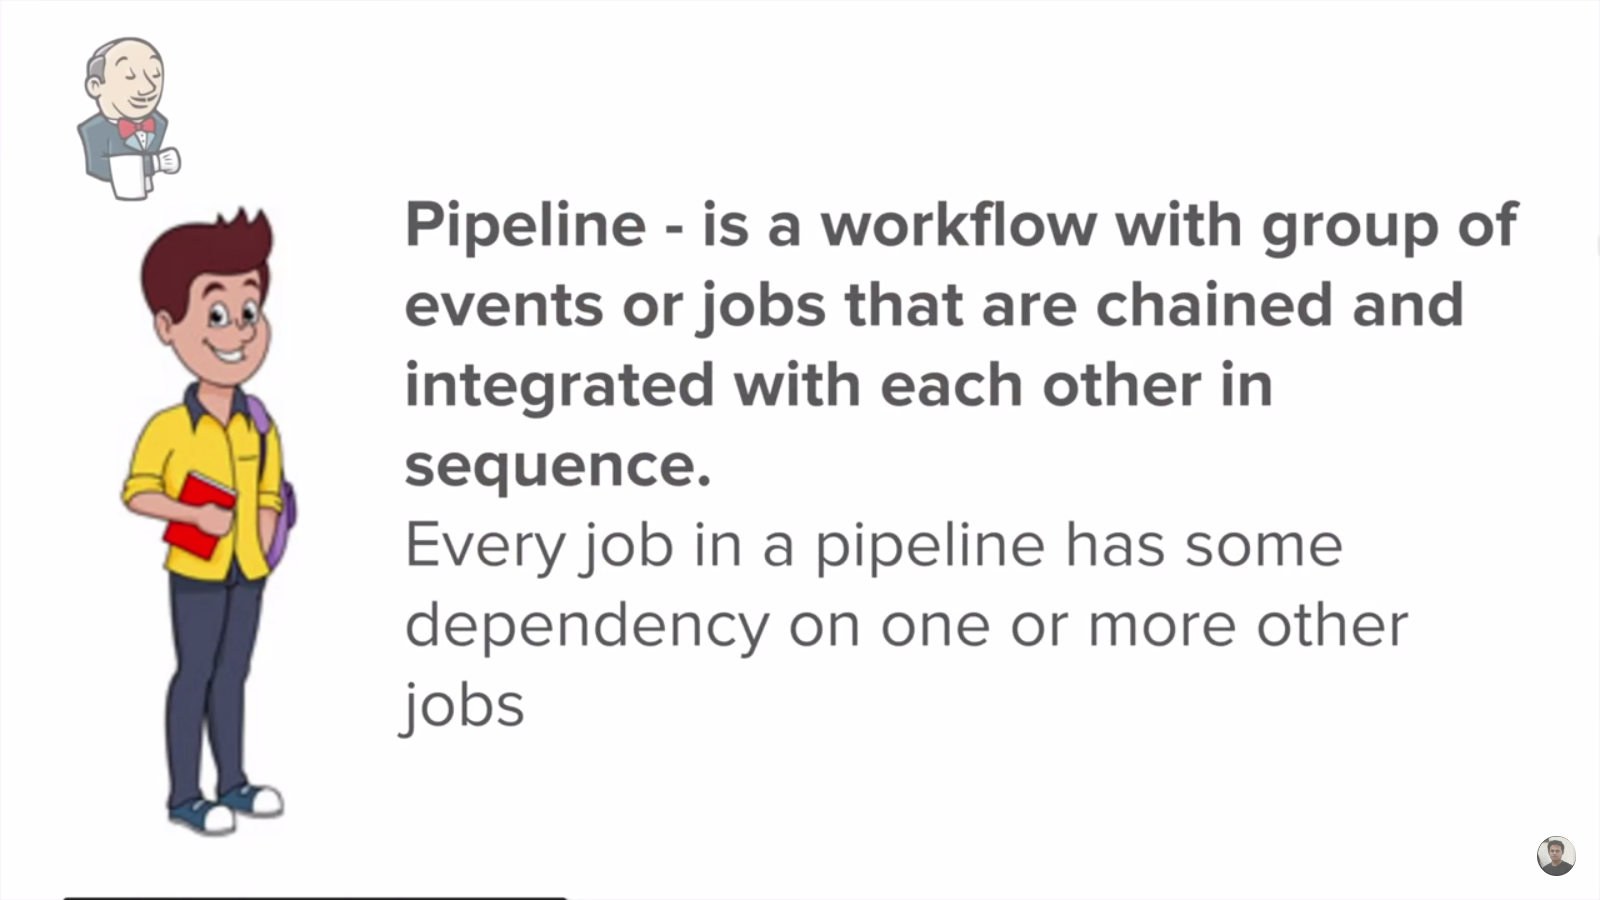 Pipeline - is a workflow with group of
events or jobs that are chained and
integrated with each other in
sequence.
Every job in a pipeline has some
dependency on one or more other
jobs